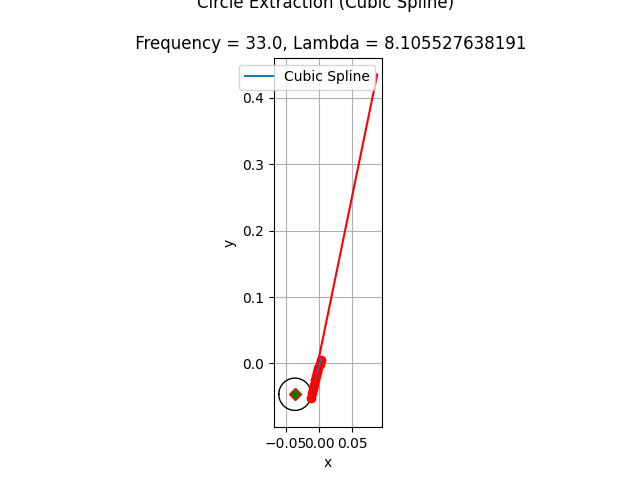 Circle Extraction (Cubic Spline)
Frequency = 33.0, Lambda = 8.105527638191
Cubic Spline
0.4
0.3
0.2
0.1
0.0
y
−0.05 0.00 0.05
x